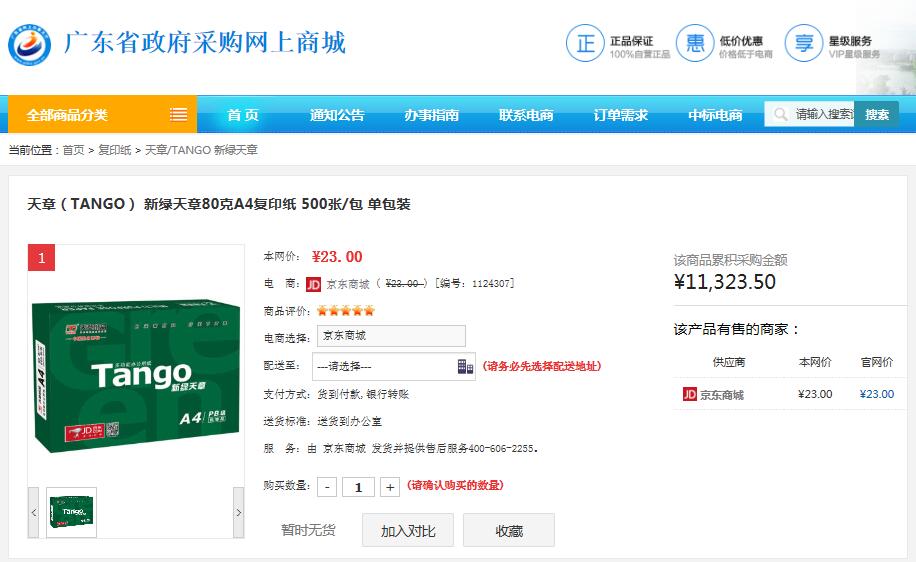 广东省政府采购网上商城
正 正品保证 100%自营正品
惠 低价优惠 价格低于电商
享 星级服务 VIP星级服务
全部商品分类 首页 通知公告 办事指南 联系电商 订单需求 中标电商 请输入搜索 搜索
当前位置：首页 > 复印纸 > 天章/TANGO 新绿天章
天章（TANGO） 新绿天章80克A4复印纸 500张/包 单包装
1
Tango
新绿天章
A4 PB级
JD
A4
本网价： ¥23.00
电 商： JD 京东商城（ ¥23.00 ）[编号：1124307]
商品评价：
电商选择： 京东商城
配送至： ---请选择--- (请务必先选择配送地址)
支付方式：货到付款,银行转账
送货标准：送货到办公室
服 务：由 京东商城 发货并提供售后服务400-606-2255。
购买数量： - 1 + (请确认购买的数量)
暂时无货 加入对比 收藏
该商品累积采购金额
¥11,323.50
该产品有售的商家：
供应商 本网价 官网价
JD 京东商城 ¥23.00 ¥23.00